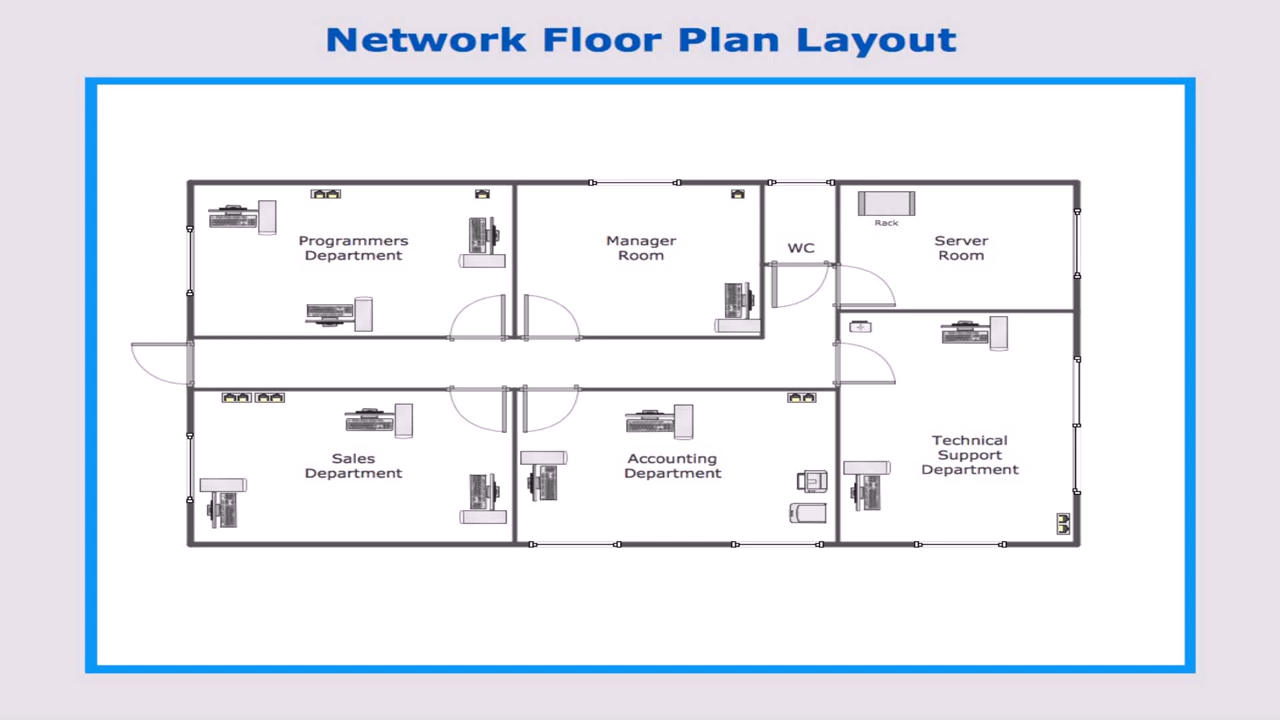 Network Floor Plan Layout
Programmers
Department
Manager
Room
WC
Rack
Server
Room
Sales
Department
Accounting
Department
Technical
Support
Department